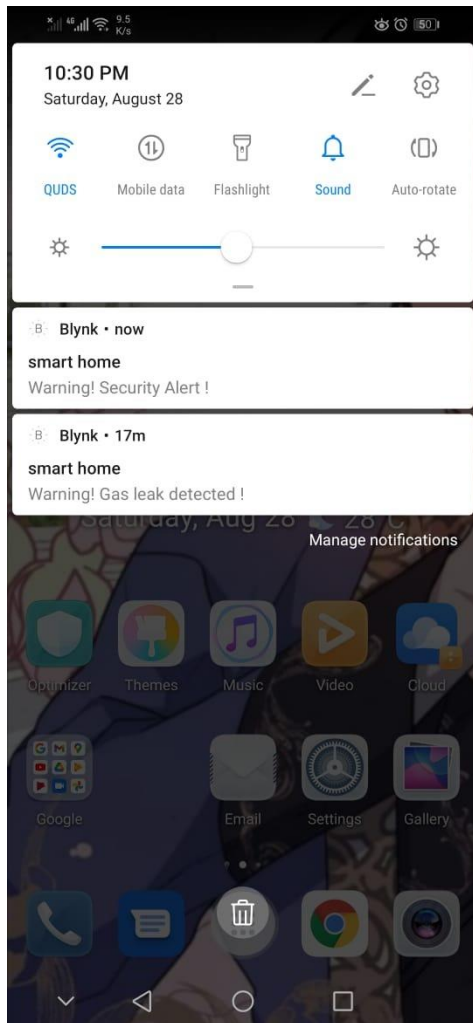 4G 9.5
K/s
50
10:30 PM
Saturday, August 28
QUDS
Mobile data
Flashlight
Sound
Auto-rotate
B Blynk • now
smart home
Warning! Security Alert !
B Blynk • 17m
smart home
Warning! Gas leak detected !
Saturday, Aug 28 28°C
Manage notifications
Optimizer
Themes
Music
Video
Cloud
Google
Email
Settings
Gallery